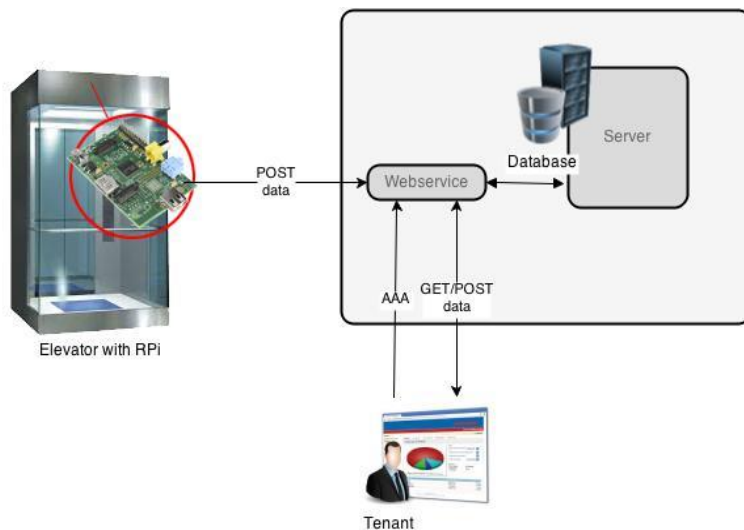 Server
Database
POST
data
Webservice
AAA
GET/POST
data
Elevator with RPi
Tenant